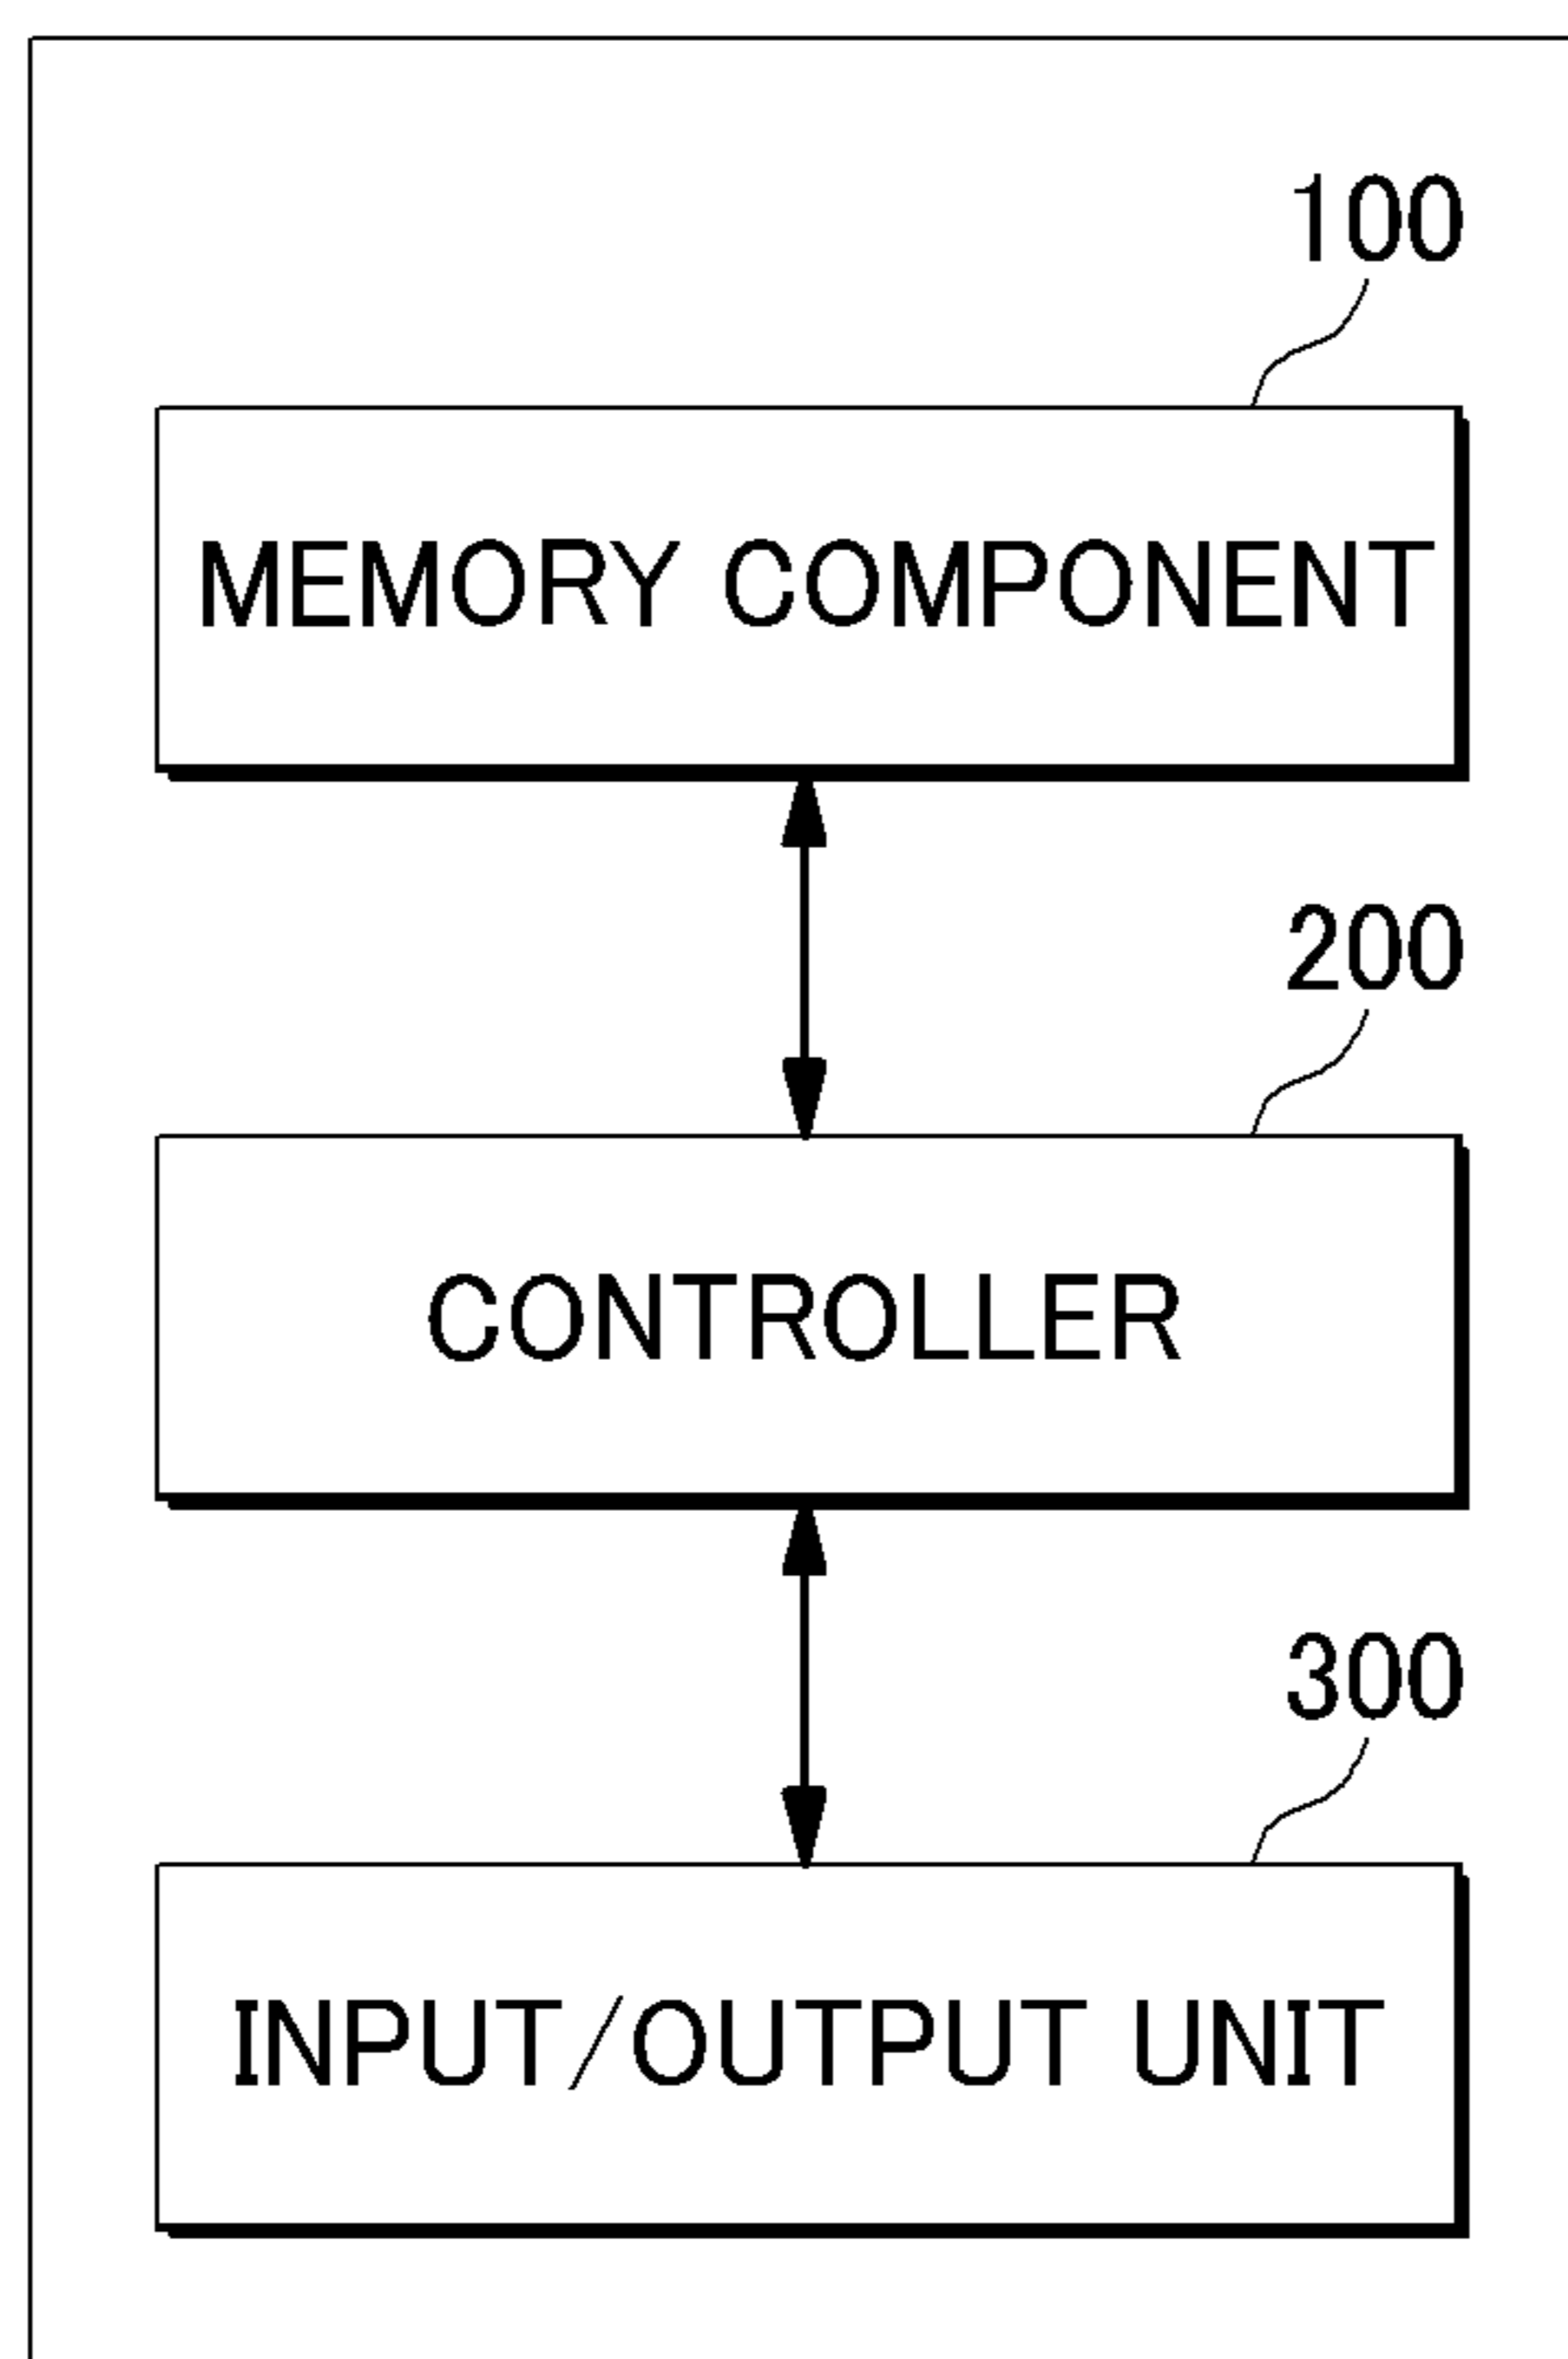 100
MEMORY COMPONENT
200
CONTROLLER
300
INPUT/OUTPUT UNIT